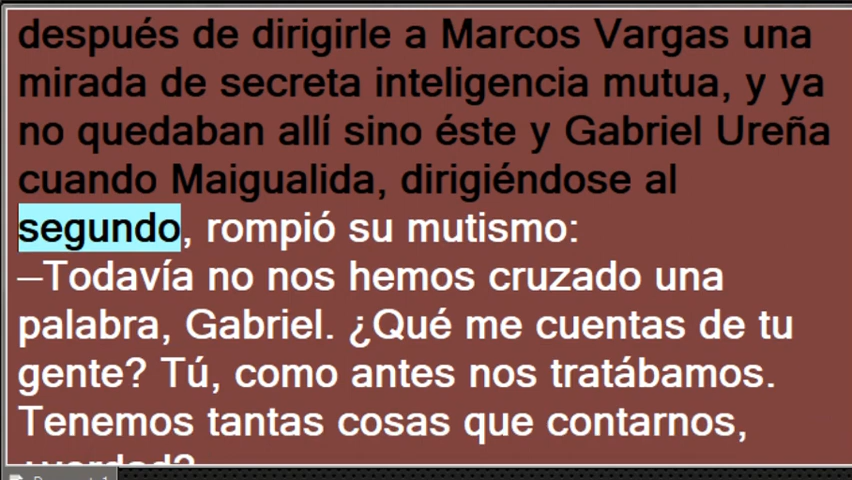 después de dirigirle a Marcos Vargas una
mirada de secreta inteligencia mutua, y ya
no quedaban allí sino éste y Gabriel Ureña
cuando Maigualida, dirigiéndose al
segundo, rompió su mutismo:
–Todavía no nos hemos cruzado una
palabra, Gabriel. ¿Qué me cuentas de tu
gente? Tú, como antes nos tratábamos.
Tenemos tantas cosas que contarnos,
¿verdad?